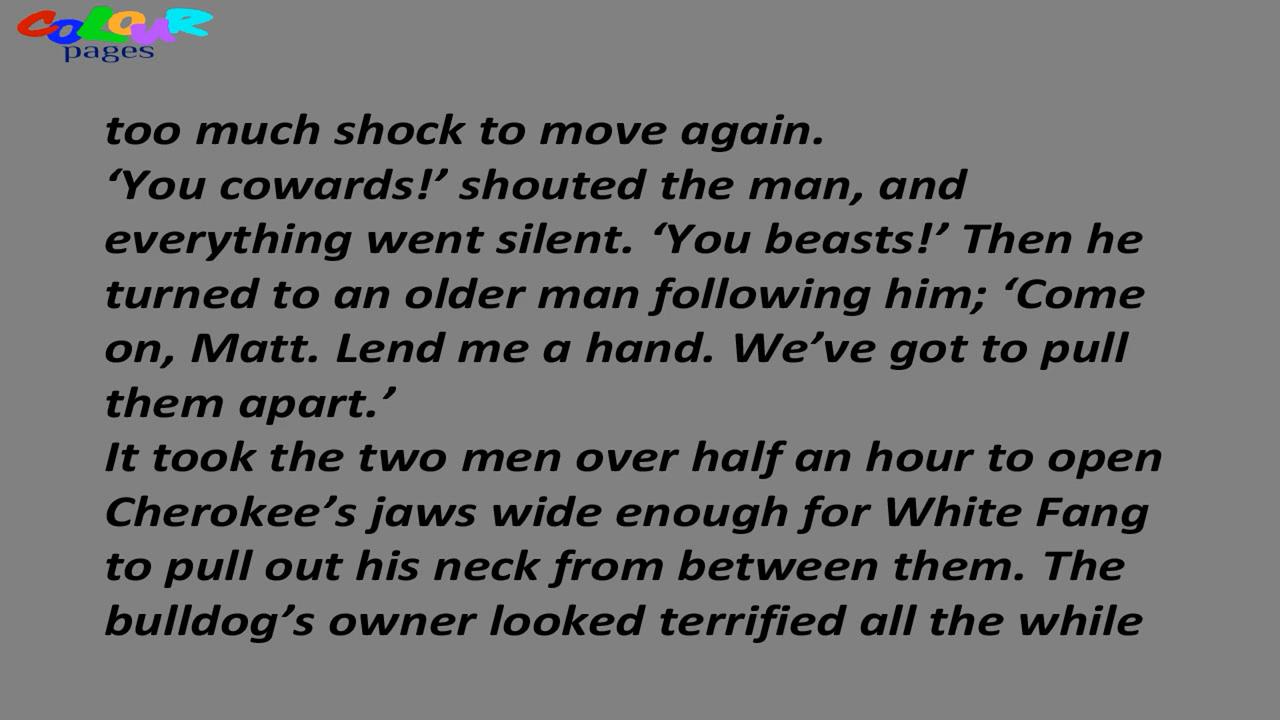 COLOUR
pages
too much shock to move again.
‘You cowards!’ shouted the man, and
everything went silent. ‘You beasts!’ Then he
turned to an older man following him; ‘Come
on, Matt. Lend me a hand. We’ve got to pull
them apart.’
It took the two men over half an hour to open
Cherokee’s jaws wide enough for White Fang
to pull out his neck from between them. The
bulldog’s owner looked terrified all the while